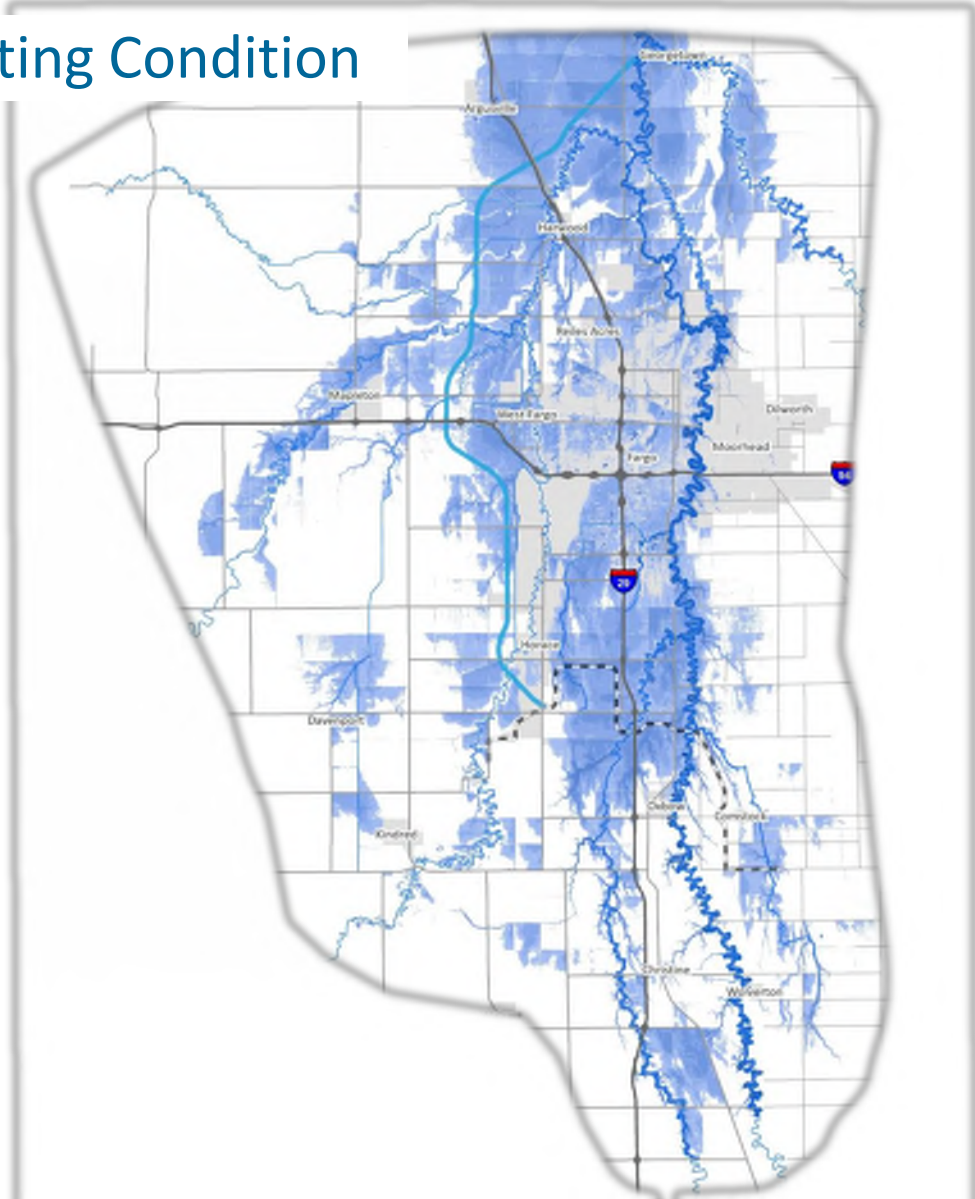 ting Condition
Georgetown
Argusville
Harwood
Reiles Acres
Mapleton
West Fargo
Dilworth
Moorhead
Fargo
94
29
Horace
Davenport
Oxbow
Comstock
Kindred
Christine
Wolverton